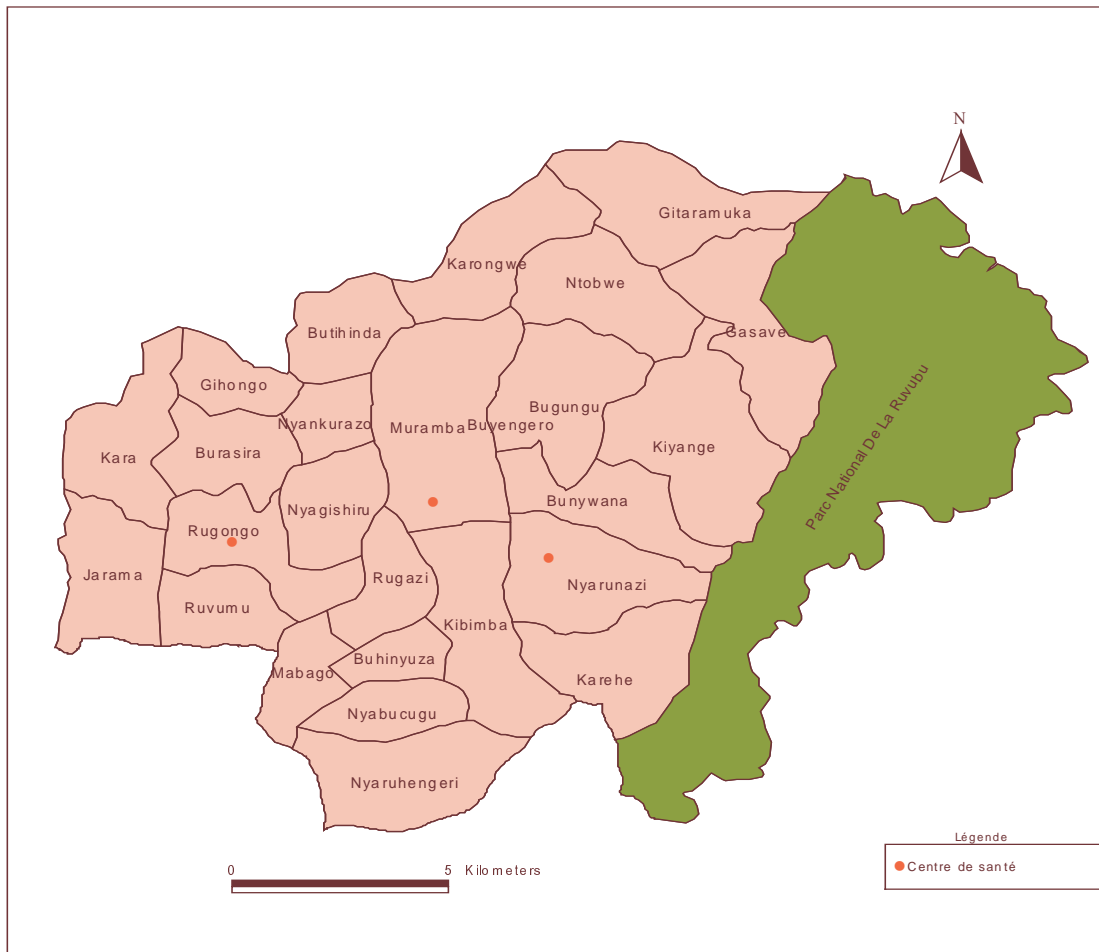 N
Gitaramuka
Karongwe
Ntobwe
Butihinda
Gasave
Gihongo
Bugungu
Nyankurazo
Muramba
Buyengero
Kiyange
Kara
Burasira
Parc National De La Ruvubu
Bunywana
Nyagishiru
Rugongo
Jarama
Rugazi
Nyarunazi
Ruvumu
Kibimba
Buhinyuza
Mabago
Karehe
Nyabucugu
Nyaruhengeri
Légende
Centre de santé
0 5 Kilometers